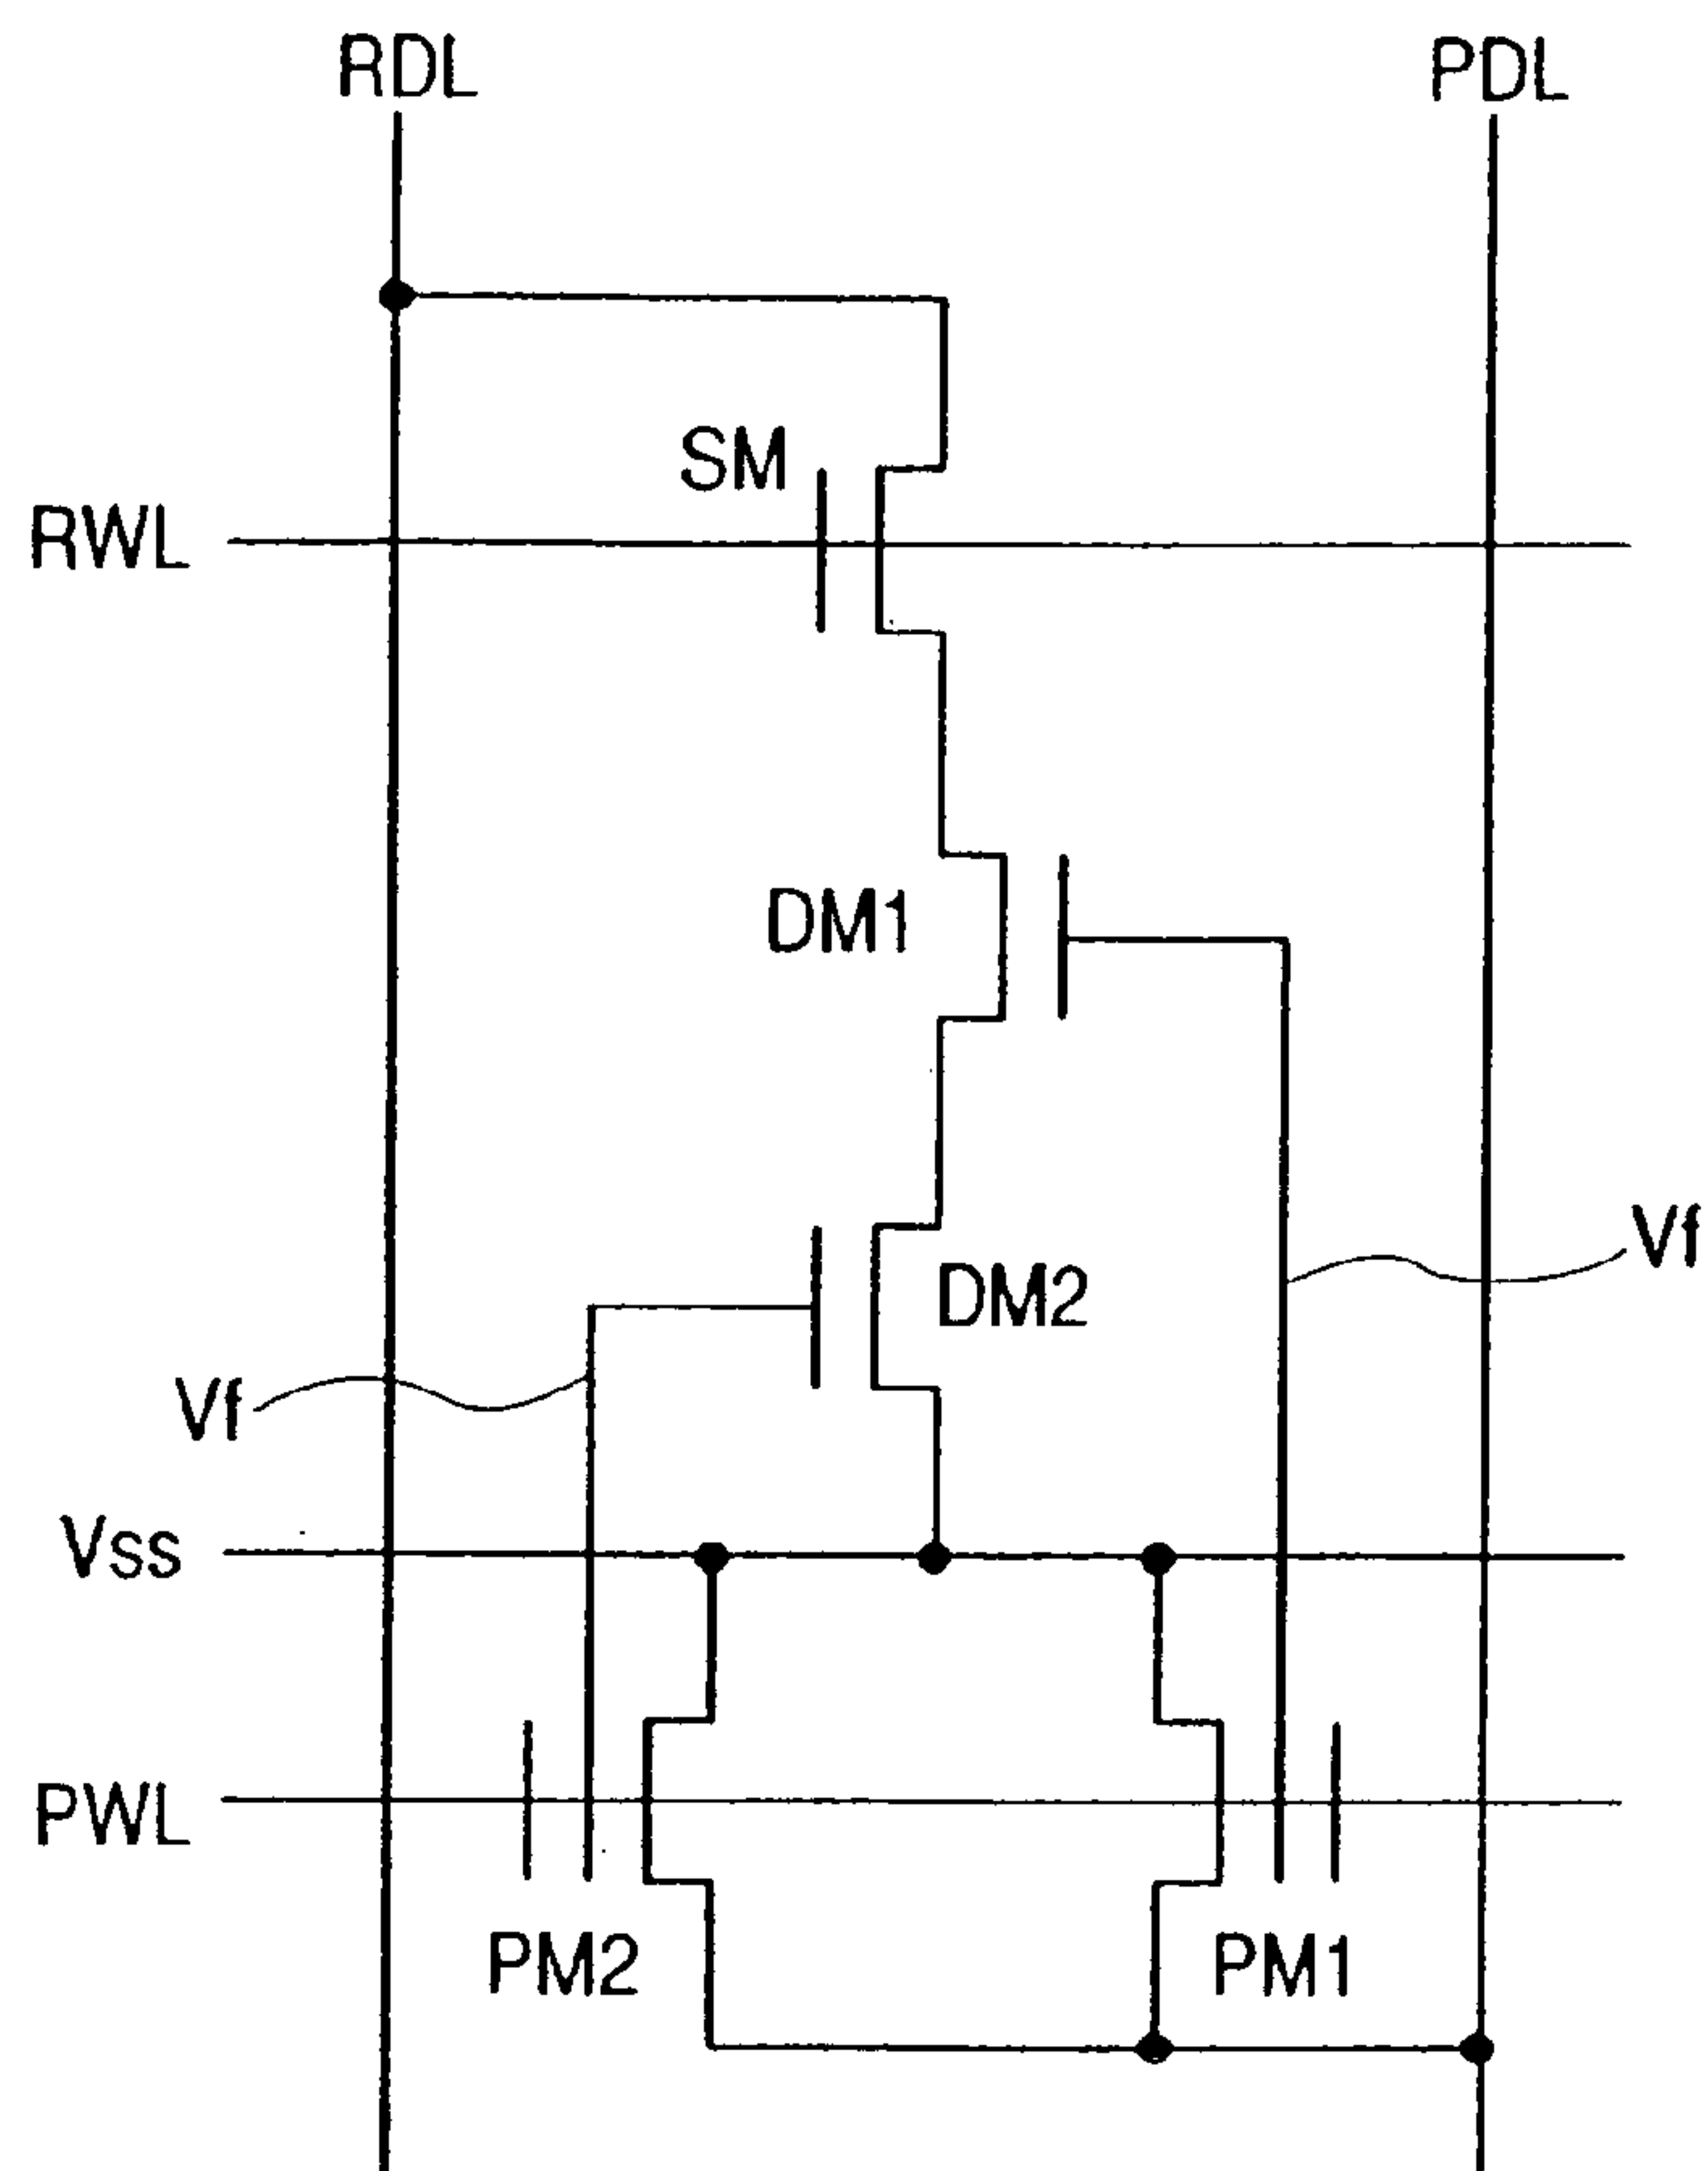 RDL
PDL
SM
RWL
DM1
Vf
DM2
Vf
Vss
PWL
PM2
PM1